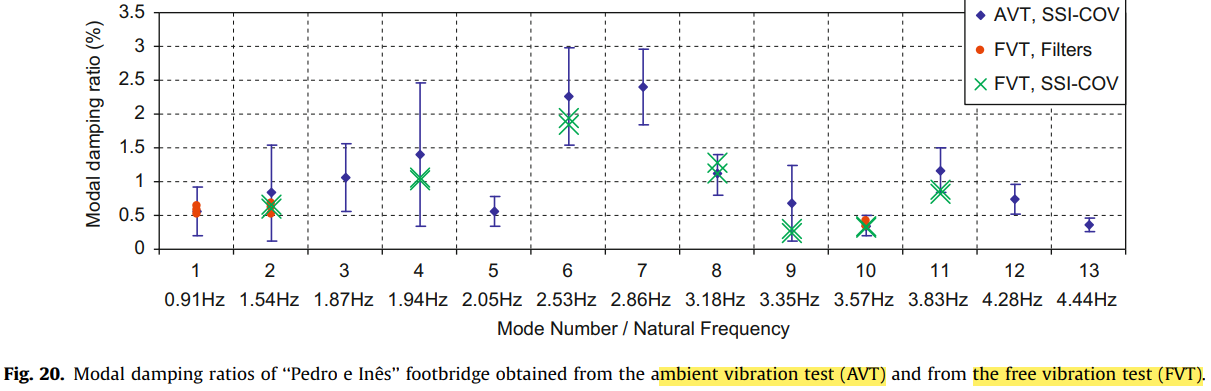 3.5
3
2.5
2
1.5
1
0.5
0
Modal damping ratio (%)
AVT, SSI-COV
FVT, Filters
FVT, SSI-COV
1 2 3 4 5 6 7 8 9 10 11 12 13
0.91Hz 1.54Hz 1.87Hz 1.94Hz 2.05Hz 2.53Hz 2.86Hz 3.18Hz 3.35Hz 3.57Hz 3.83Hz 4.28Hz 4.44Hz
Mode Number / Natural Frequency
Fig. 20. Modal damping ratios of “Pedro e Inês” footbridge obtained from the ambient vibration test (AVT) and from the free vibration test (FVT).